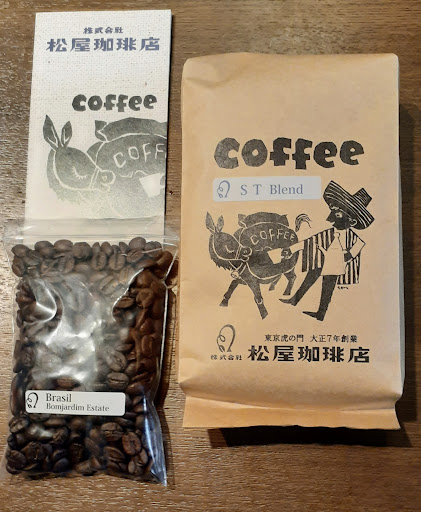 株式会社
松屋珈琲店
coffee
COFFE
Brasil
Bomjardim Estate
coffee
S T Blend
COFFEE
東京虎の門 大正7年創業
株式会社 松屋珈琲店